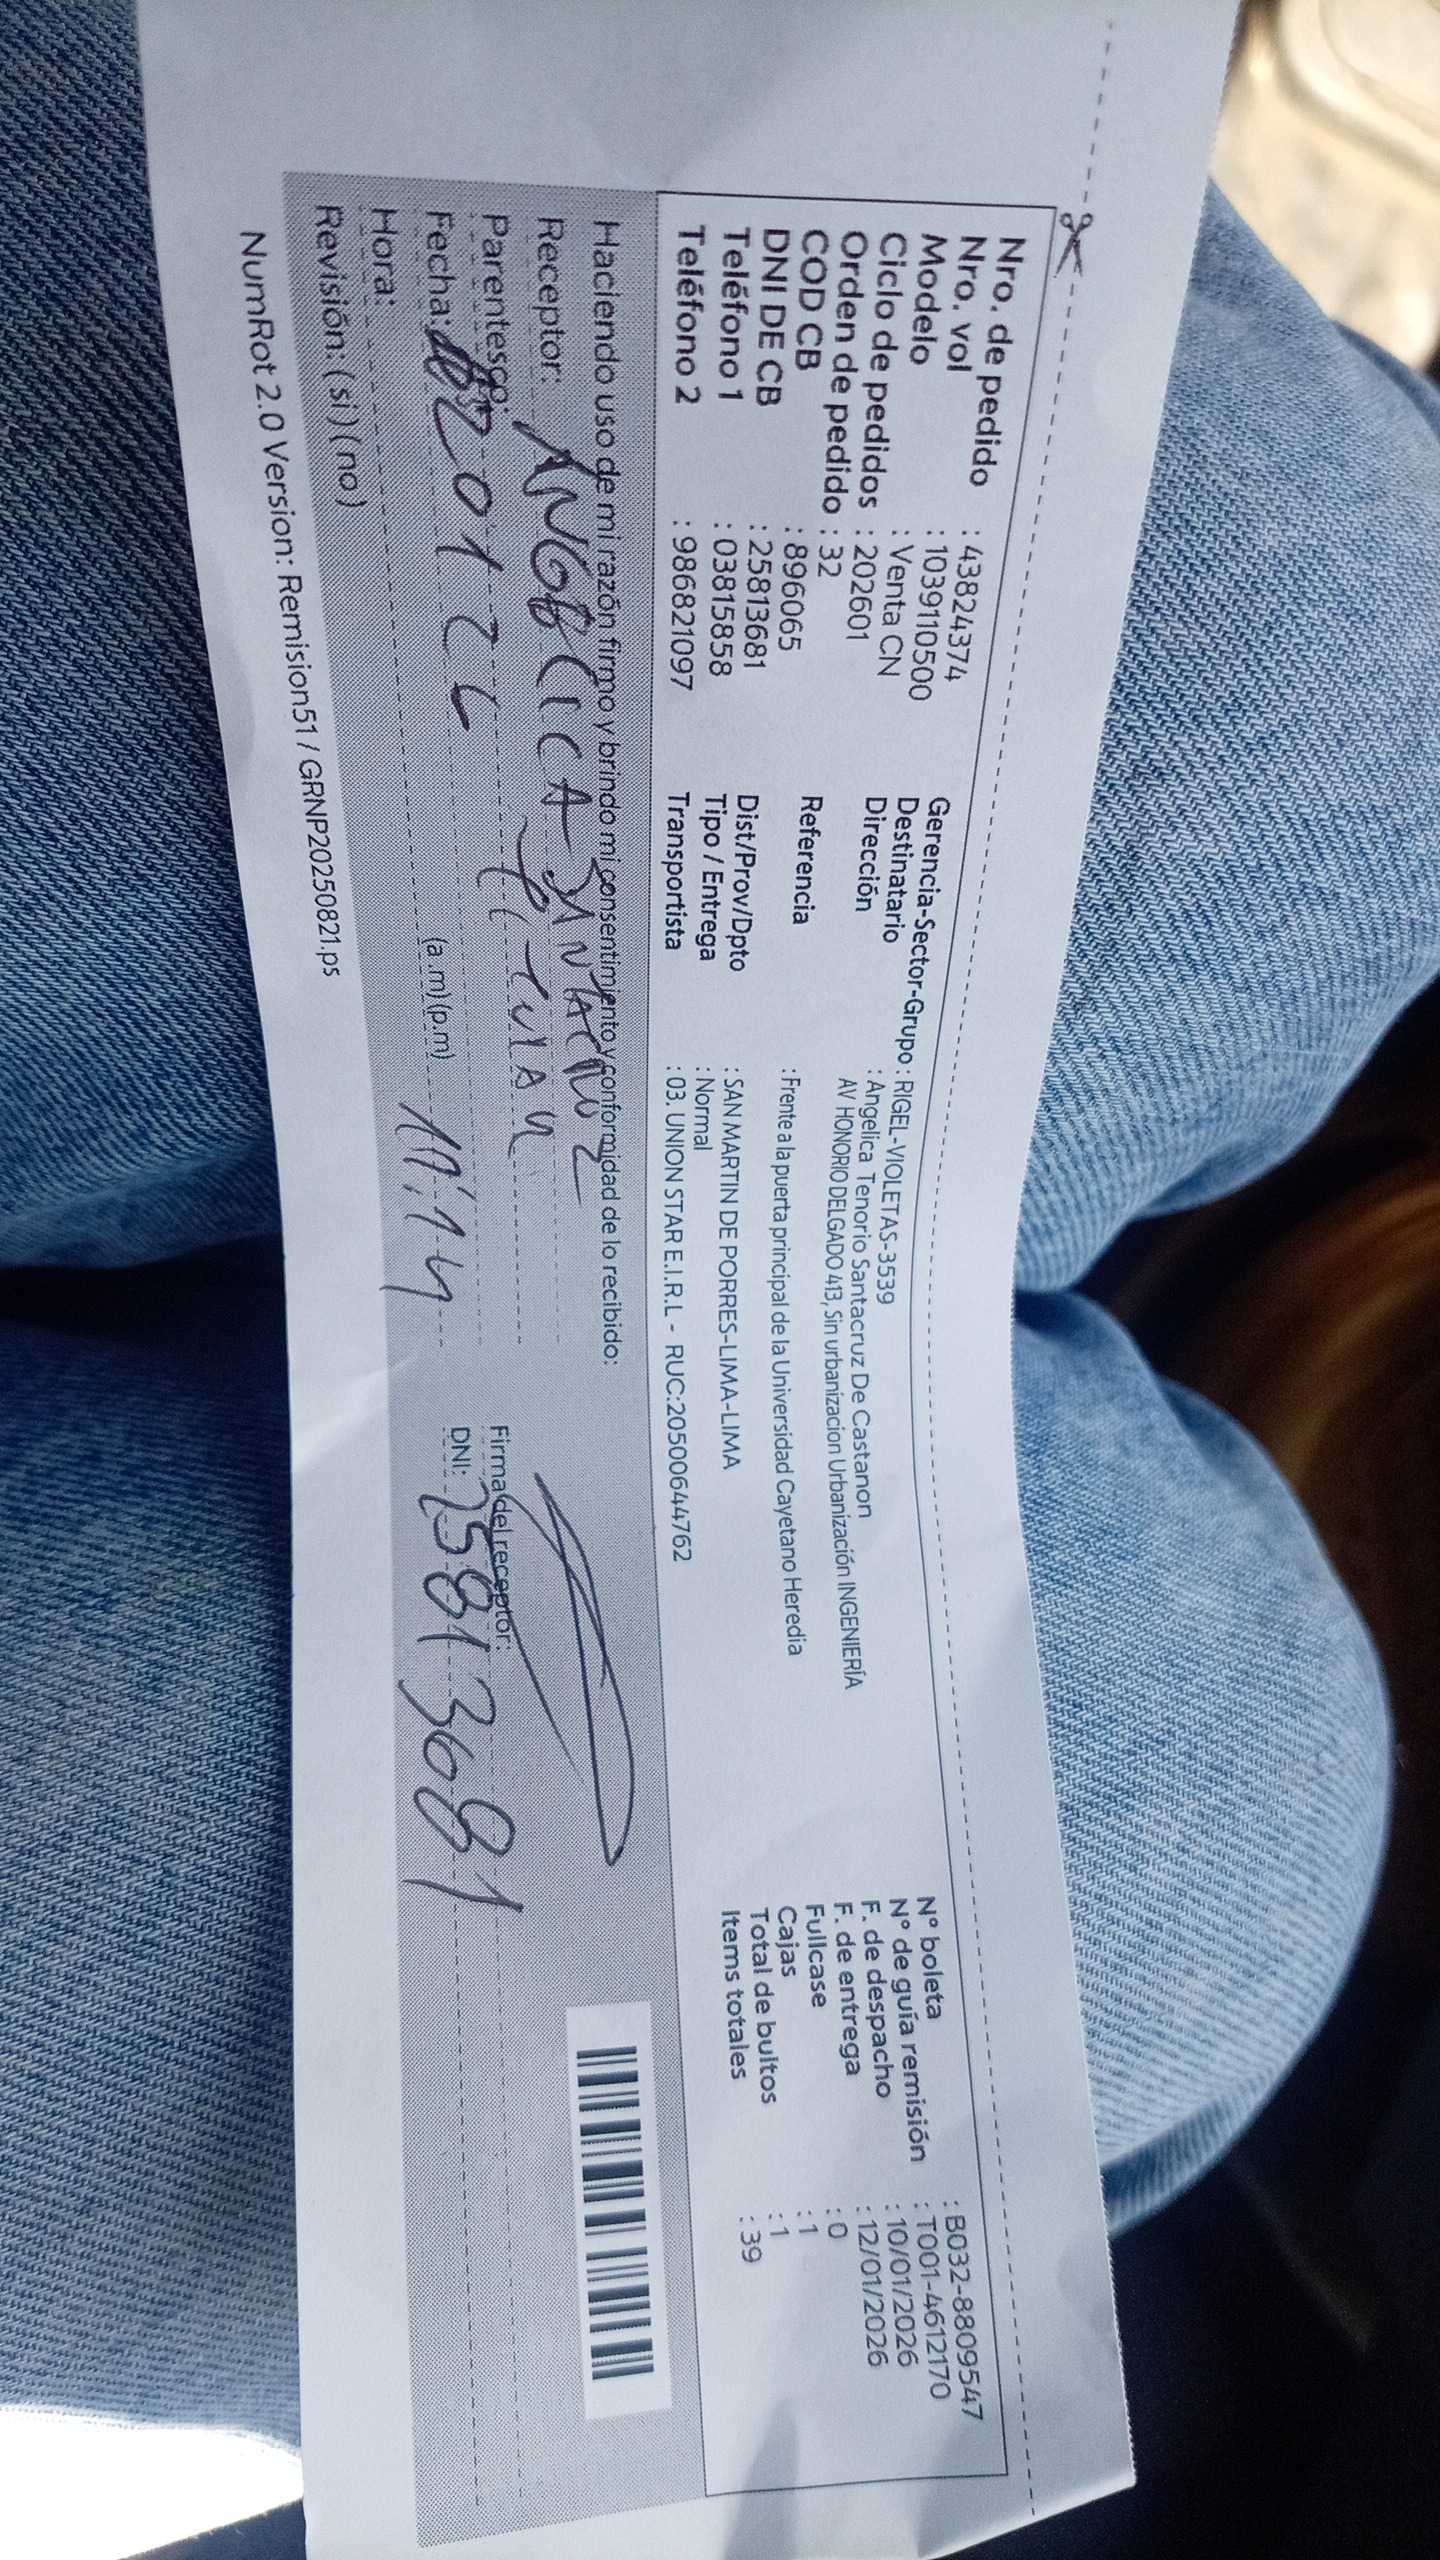 Nro. de pedido : 43824374
Nro. vol : 1039110500
Modelo : Venta CN
Ciclo de pedidos : 202601
Orden de pedido : 32
COD CB : 896065
DNI DE CB : 25813681
Teléfono 1 : 03815858
Teléfono 2 : 986821097
Gerencia-Sector-Grupo : RIGEL-VIOLETAS-3539
Destinatario : Angelica Tenorio Santacruz De Castanon
Dirección AV HONORIO DELGADO 413, Sin urbanizacion Urbanización INGENIERÍA
Referencia : Frente a la puerta principal de la Universidad Cayetano Heredia
Dist/Prov/Dpto : SAN MARTIN DE PORRES-LIMA-LIMA
Tipo / Entrega : Normal
Transportista : 03. UNION STAR E.I.R.L - RUC:20500644762
N° boleta : B032-8809547
N° de guía remisión : T001-4612170
F. de despacho : 10/01/2026
F. de entrega : 12/01/2026
Fullcase : 0
Cajas : 1
Total de bultos : 1
Items totales : 39
Haciendo uso de mi razón firmo y brindo mi consentimiento y conformidad de lo recibido:
Receptor: ANGELICA SANTACRUZ
Parentesco: TITULAR
Fecha: 12 01 26
Hora: (a.m) (p.m) 11:14
Revisión: (si) (no)
Firma del receptor:
DNI: 25813681
NumRot 2.0 Version: Remision51 / GRNP20250821.ps